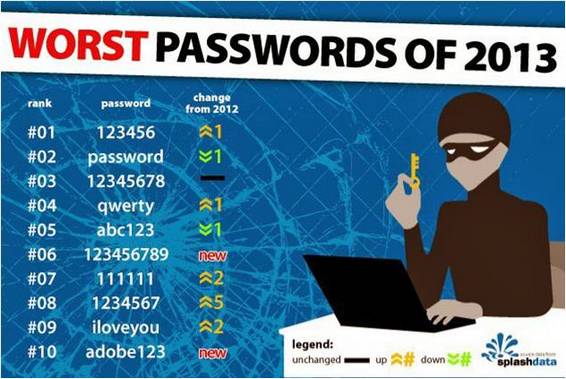 WORST PASSWORDS OF 2013
rank password change from 2012
#01 123456 1
#02 password 1
#03 12345678
#04 qwerty 1
#05 abc123 1
#06 123456789 new
#07 111111 2
#08 1234567 5
#09 iloveyou 2
#10 adobe123 new
legend:
unchanged up # down #
splashdata